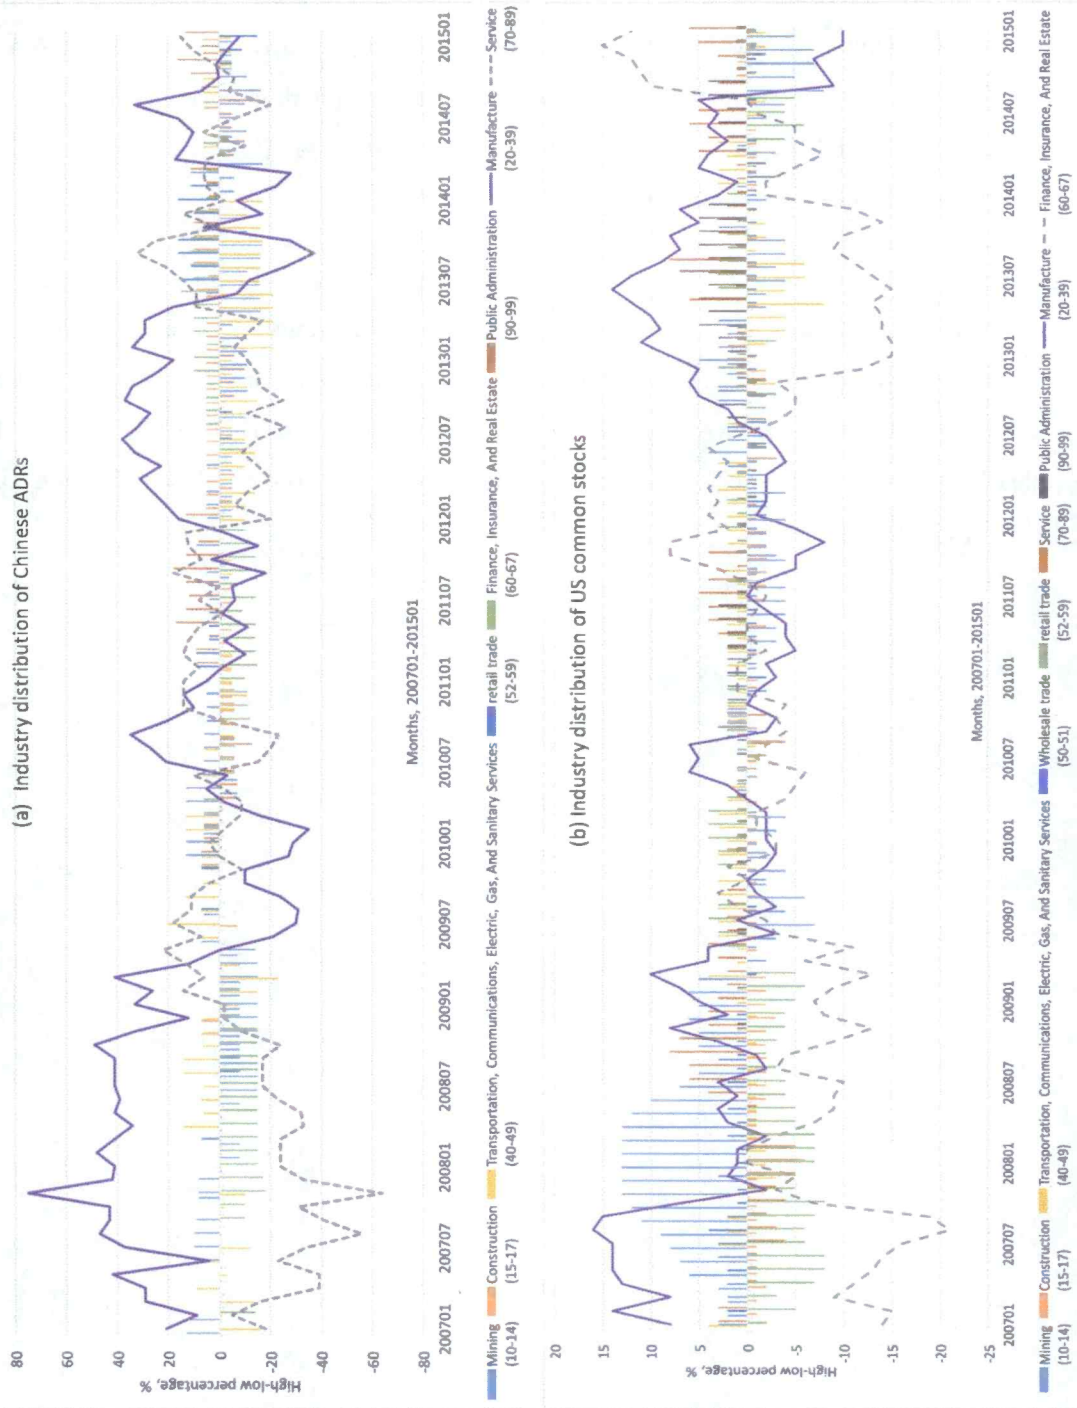 (a) Industry distribution of Chinese ADRs
80
60
40
20
0
-20
-40
-60
-80
High-low percentage, %
200701 200707 200801 200807 200901 200907 201001 201007 201101 201107 201201 201207 201301 201307 201401 201407 201501
Months, 200701-201501
Mining Construction Transportation, Communications, Electric, Gas, And Sanitary Services retail trade Finance, Insurance, And Real Estate Public Administration Manufacture Service
(10-14) (15-17) (40-49) (52-59) (60-67) (90-99) (20-39) (70-89)
(b) Industry distribution of US common stocks
15
10
5
0
-5
-10
-15
-20
-25
High-low percentage, %
200701 200707 200801 200807 200901 200907 201001 201007 201101 201107 201201 201207 201301 201307 201401 201407 201501
Months, 200701-201501
Mining Construction Transportation, Communications, Electric, Gas, And Sanitary Services Wholesale trade retail trade Service Public Administration Manufacture Finance, Insurance, And Real Estate
(10-14) (15-17) (40-49) (50-51) (52-59) (70-89) (90-99) (20-39) (60-67)